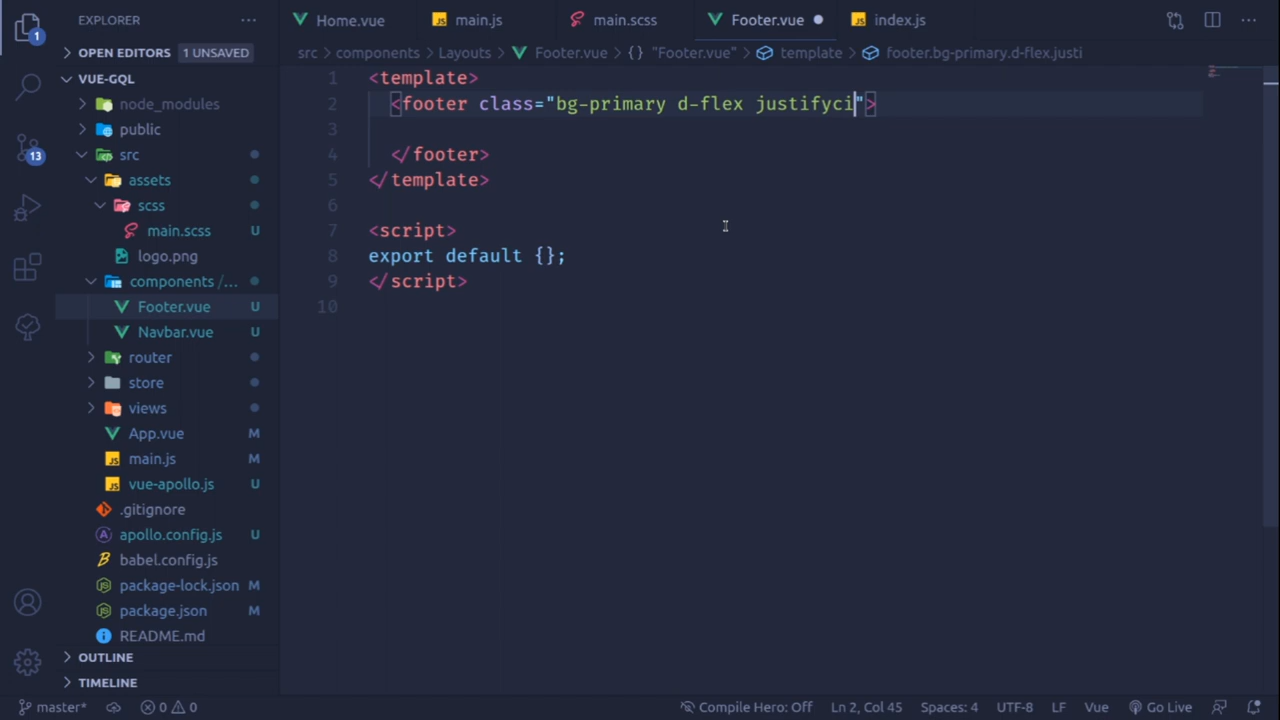 EXPLORER
Home.vue
main.js
main.scss
Footer.vue
index.js
OPEN EDITORS
1 UNSAVED
src > components > Layouts > Footer.vue > {} "Footer.vue" > template > footer.bg-primary.d-flex.justi
VUE-GQL
node_modules
public
src
assets
scss
main.scss U
logo.png
components /...
Footer.vue U
Navbar.vue U
router
store
views
App.vue M
main.js M
vue-apollo.js U
.gitignore
apollo.config.js U
babel.config.js
package-lock.json M
package.json M
README.md
OUTLINE
TIMELINE
1
13
1 <template>
2 <footer class="bg-primary d-flex justifyci">
3
4 </footer>
5 </template>
6
7 <script>
8 export default {};
9 </script>
10
master* 0 0 Compile Hero: Off Ln 2, Col 45 Spaces: 4 UTF-8 LF Vue Go Live